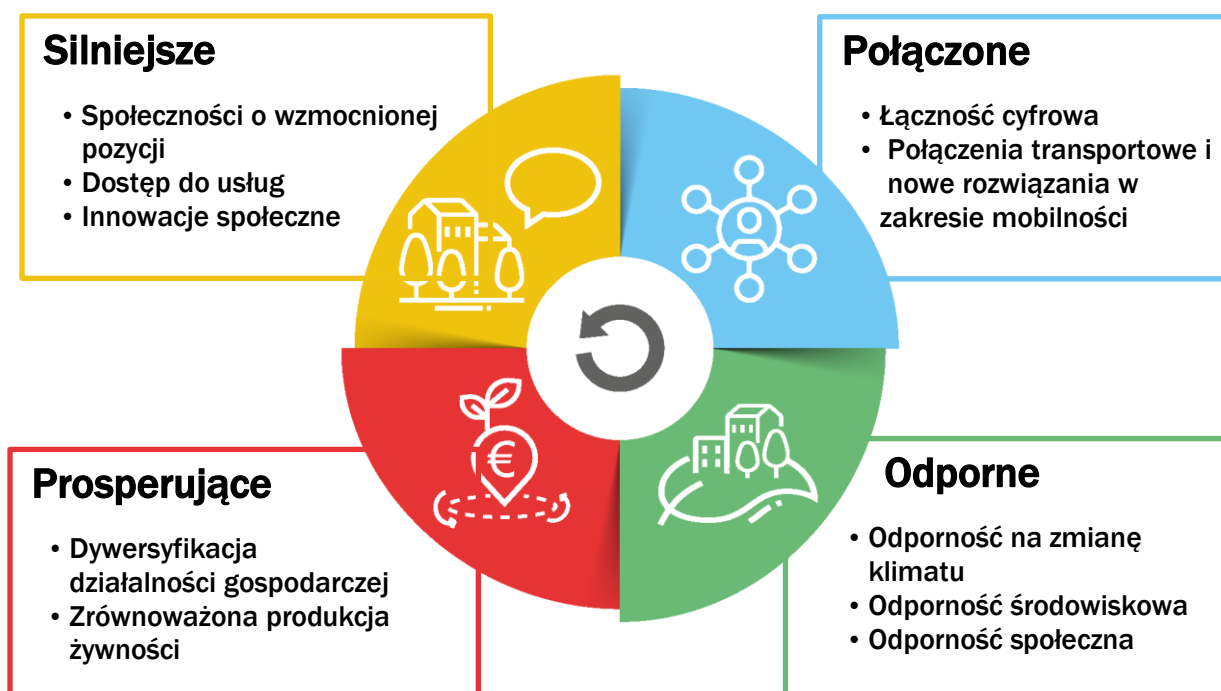 Silniejsze
• Społeczności o wzmocnionej
pozycji
• Dostęp do usług
• Innowacje społeczne
Połączone
• Łączność cyfrowa
• Połączenia transportowe i
nowe rozwiązania w
zakresie mobilności
Prosperujące
• Dywersyfikacja
działalności gospodarczej
• Zrównoważona produkcja
żywności
€
Odporne
• Odporność na zmianę
klimatu
• Odporność środowiskowa
• Odporność społeczna